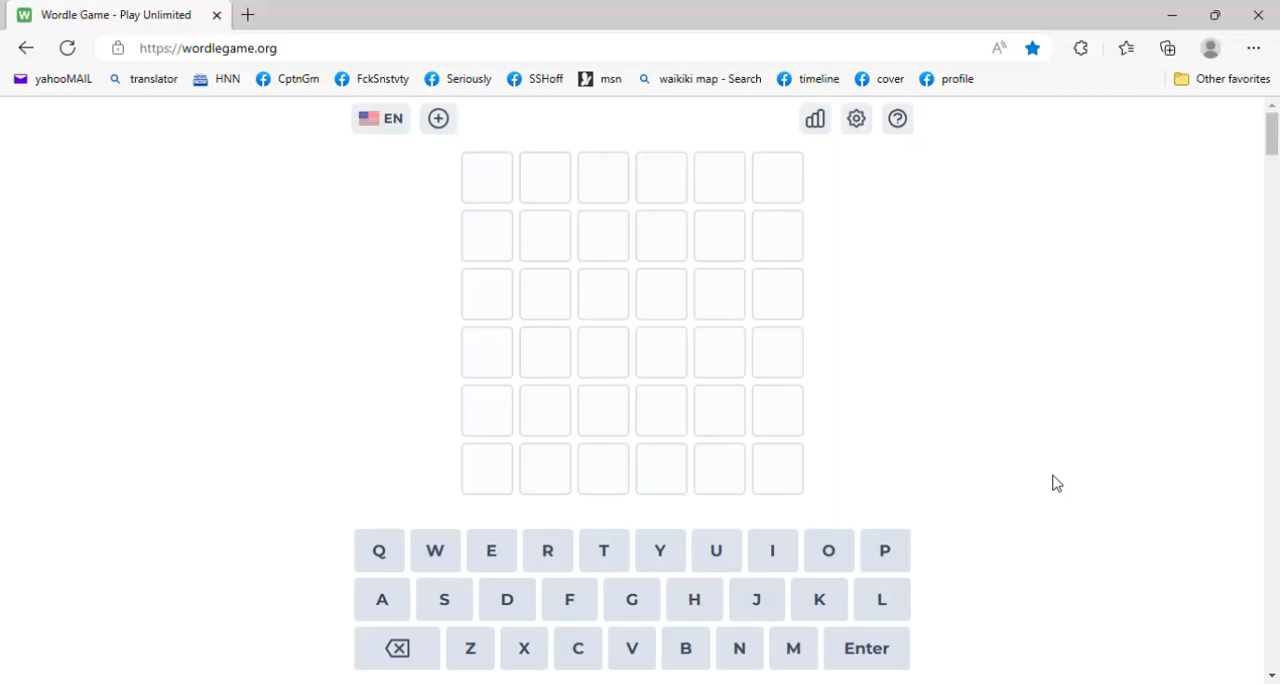 W Wordle Game - Play Unlimited
https://wordlegame.org
yahooMAIL translator HNN CptnGm FckSnstvty Seriously SSHoff msn waikiki map - Search timeline cover profile Other favorites
EN
Q W E R T Y U I O P
A S D F G H J K L
Z X C V B N M Enter